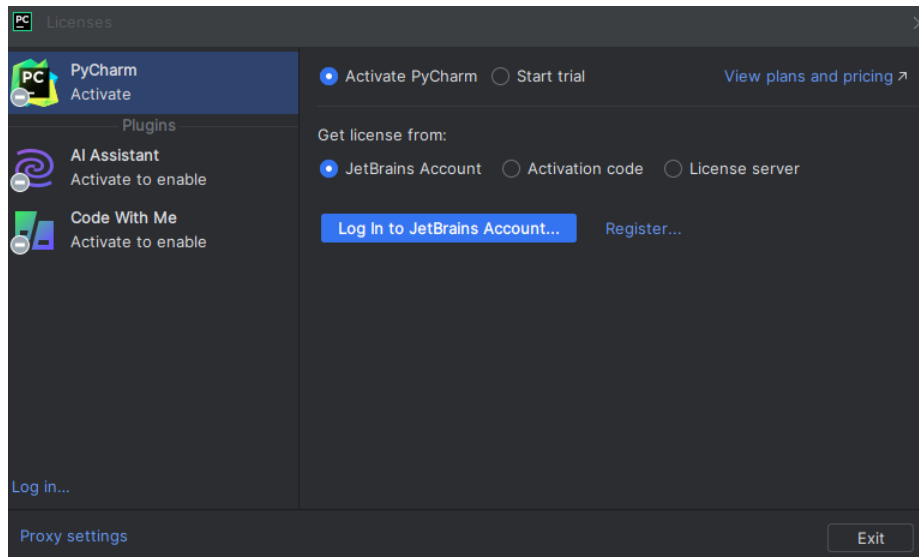 PC
Licenses
PC
PyCharm
Activate
Plugins
AI Assistant
Activate to enable
Code With Me
Activate to enable
Log in...
Activate PyCharm
Start trial
View plans and pricing ↗
Get license from:
JetBrains Account
Activation code
License server
Log In to JetBrains Account...
Register...
Proxy settings
Exit